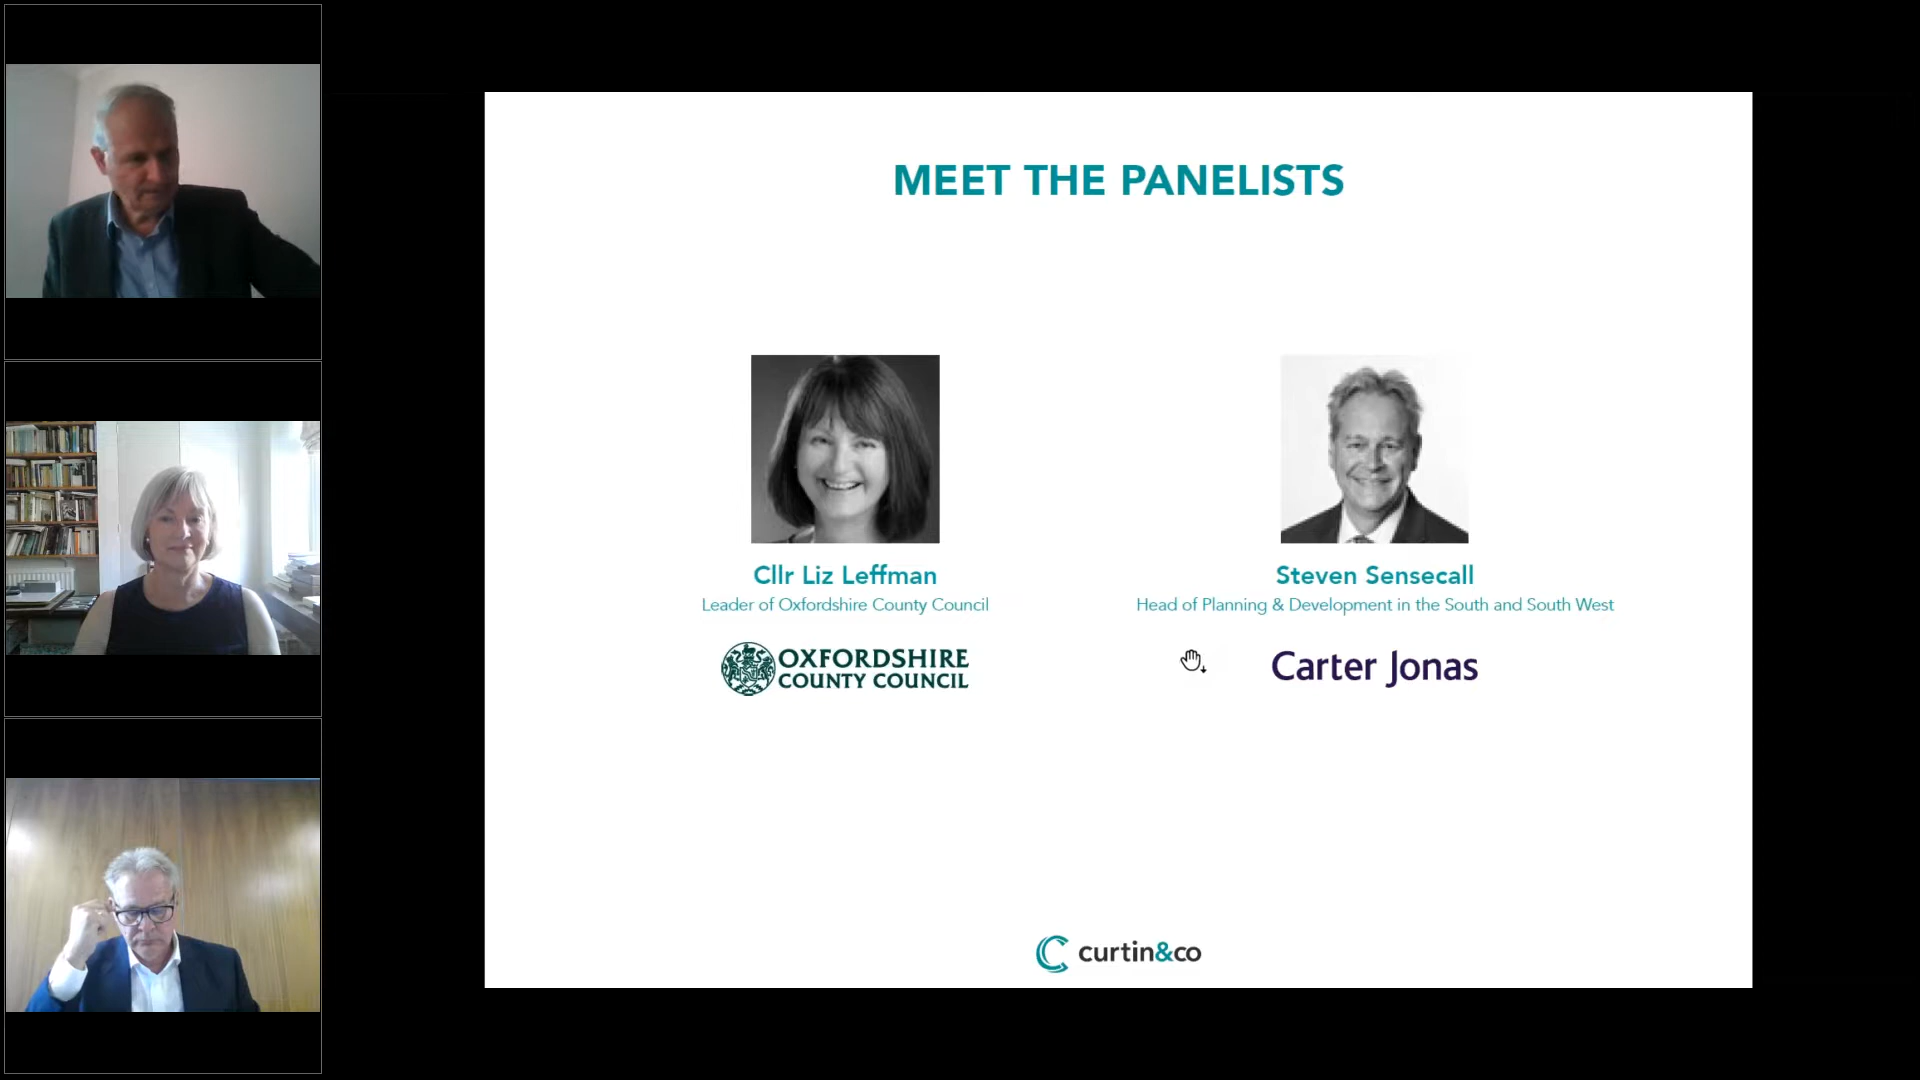 MEET THE PANELISTS
Cllr Liz Leffman
Leader of Oxfordshire County Council
OXFORDSHIRE
COUNTY COUNCIL
Steven Sensecall
Head of Planning & Development in the South and South West
Carter Jonas
curtin&co